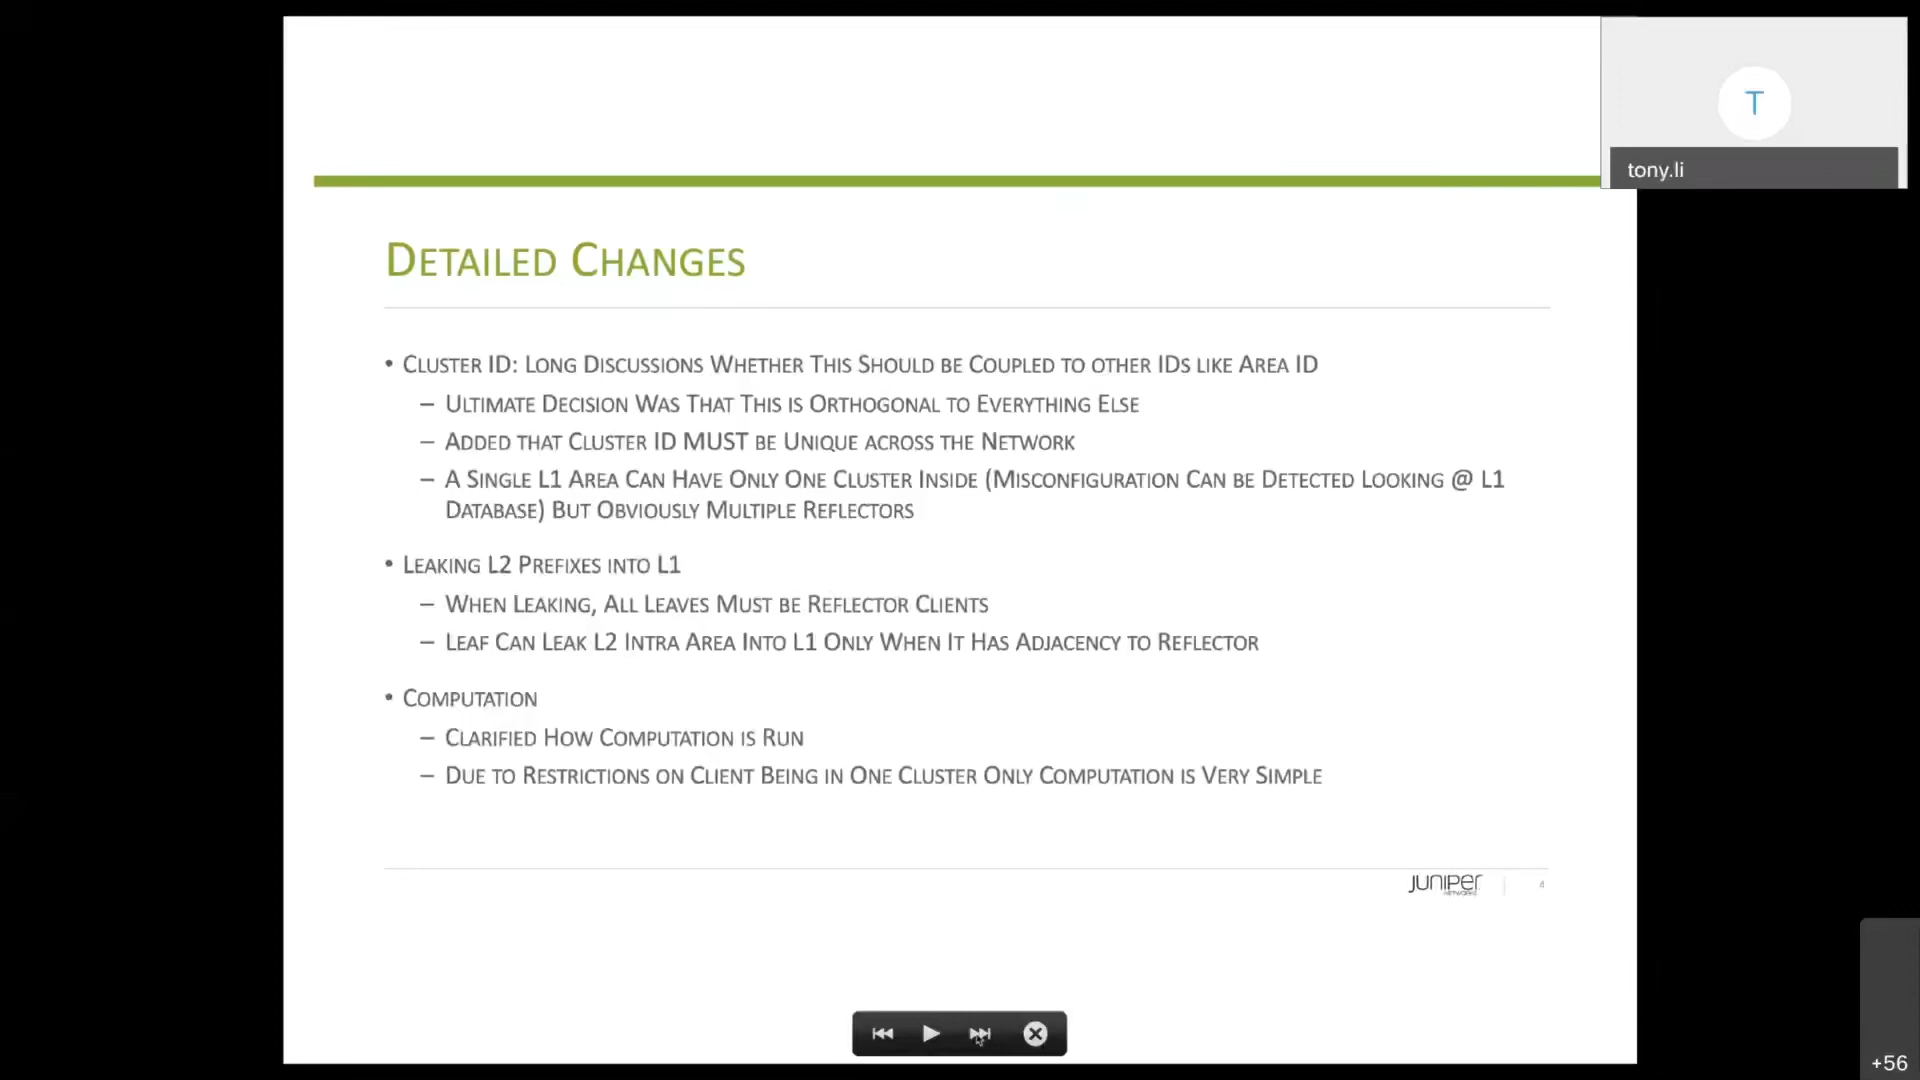 T
tony.li
Detailed Changes
• Cluster ID: Long Discussions Whether This Should be Coupled to other IDs like Area ID
– Ultimate Decision Was That This is Orthogonal to Everything Else
– Added that Cluster ID MUST be Unique across the Network
– A Single L1 Area Can Have Only One Cluster Inside (Misconfiguration Can be Detected Looking @ L1
Database) But Obviously Multiple Reflectors
• Leaking L2 Prefixes into L1
– When Leaking, All Leaves Must be Reflector Clients
– Leaf Can Leak L2 Intra Area Into L1 Only When It Has Adjacency to Reflector
• Computation
– Clarified How Computation is Run
– Due to Restrictions on Client Being in One Cluster Only Computation is Very Simple
JUNIPER
NETWORKS
4
+56